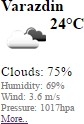 Varazdin
24°C
Clouds: 75%
Humidity: 69%
Wind: 3.6 m/s
Pressure: 1017hpa
More..